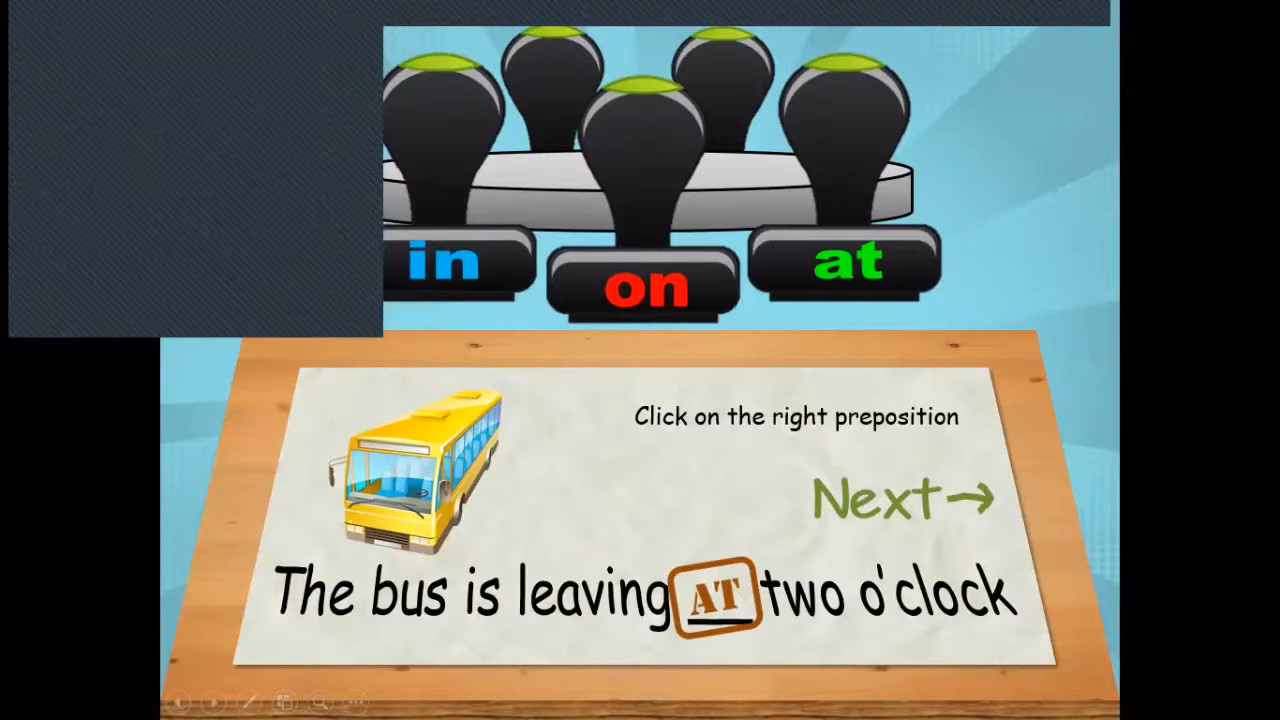 in
on
at
Click on the right preposition
Next→
The bus is leaving AT two o'clock